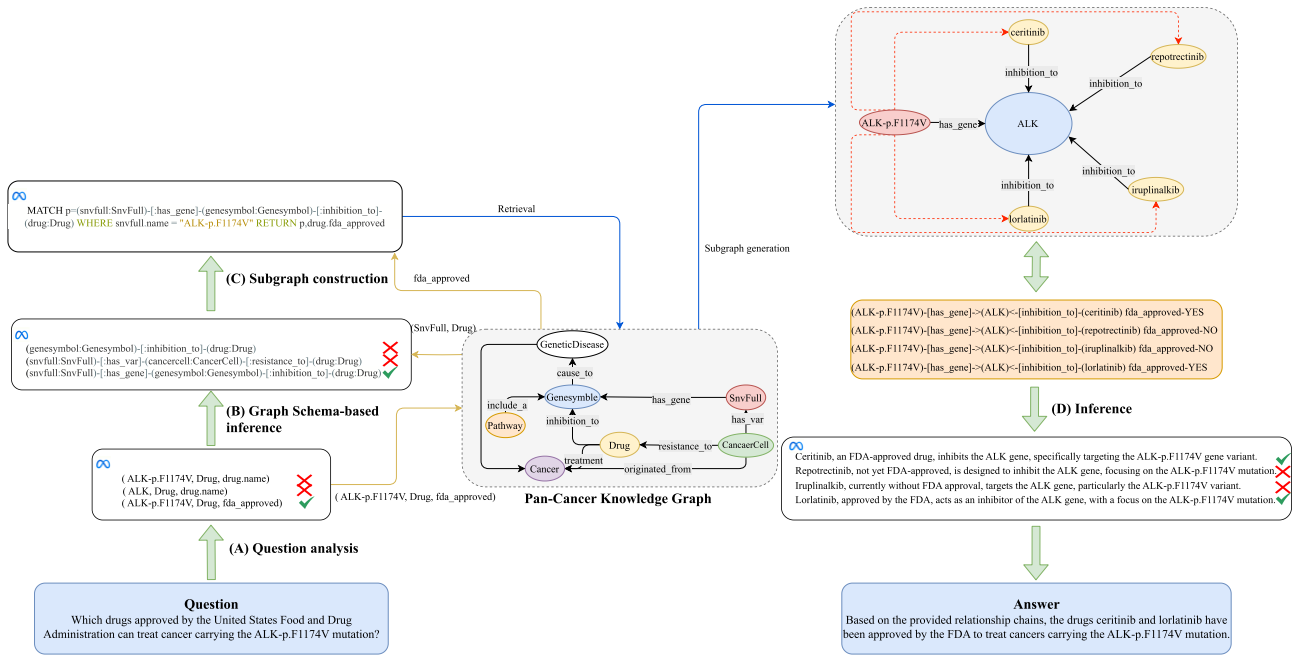 ceritinib
repotrectinib
inhibition_to
inhibition_to
ALK-p.F1174V
has_gene
ALK
inhibition_to
inhibition_to
iruplinalkib
lorlatinib
MATCH p=(snvfull:SnvFull)-[:has_gene]-(genesymbol:Genesymbol)-[:inhibition_to]-
(drug:Drug) WHERE snvfull.name = "ALK-p.F1174V" RETURN p,drug.fda_approved
Retrieval
Subgraph generation
(C) Subgraph construction
fda_approved
(genesymbol:Genesymbol)-[:inhibition_to]-(drug:Drug)
(snvfull:SnvFull)-[:has_var]-(cancercell:CancerCell)-[:resistance_to]-(drug:Drug)
(snvfull:SnvFull)-[:has_gene]-(genesymbol:Genesymbol)-[:inhibition_to]-(drug:Drug)
(SnvFull, Drug)
(B) Graph Schema-based
inference
GeneticDisease
cause_to
Genesymble
has_gene
SnvFull
include_a
Pathway
inhibition_to
has_var
Drug
resistance_to
CancaerCell
treatment
Cancer
originated_from
Pan-Cancer Knowledge Graph
( ALK-p.F1174V, Drug, drug.name)
( ALK, Drug, drug.name)
( ALK-p.F1174V, Drug, fda_approved)
( ALK-p.F1174V, Drug, fda_approved)
(A) Question analysis
Question
Which drugs approved by the United States Food and Drug
Administration can treat cancer carrying the ALK-p.F1174V mutation?
(ALK-p.F1174V)-[has_gene]->(ALK)<-[inhibition_to]-(ceritinib) fda_approved-YES
(ALK-p.F1174V)-[has_gene]->(ALK)<-[inhibition_to]-(repotrectinib) fda_approved-NO
(ALK-p.F1174V)-[has_gene]->(ALK)<-[inhibition_to]-(iruplinalkib) fda_approved-NO
(ALK-p.F1174V)-[has_gene]->(ALK)<-[inhibition_to]-(lorlatinib) fda_approved-YES
(D) Inference
Ceritinib, an FDA-approved drug, inhibits the ALK gene, specifically targeting the ALK-p.F1174V gene variant.
Repotrectinib, not yet FDA-approved, is designed to inhibit the ALK gene, focusing on the ALK-p.F1174V mutation.
Iruplinalkib, currently without FDA approval, targets the ALK gene, particularly the ALK-p.F1174V variant.
Lorlatinib, approved by the FDA, acts as an inhibitor of the ALK gene, with a focus on the ALK-p.F1174V mutation.
Answer
Based on the provided relationship chains, the drugs ceritinib and lorlatinib have
been approved by the FDA to treat cancers carrying the ALK-p.F1174V mutation.